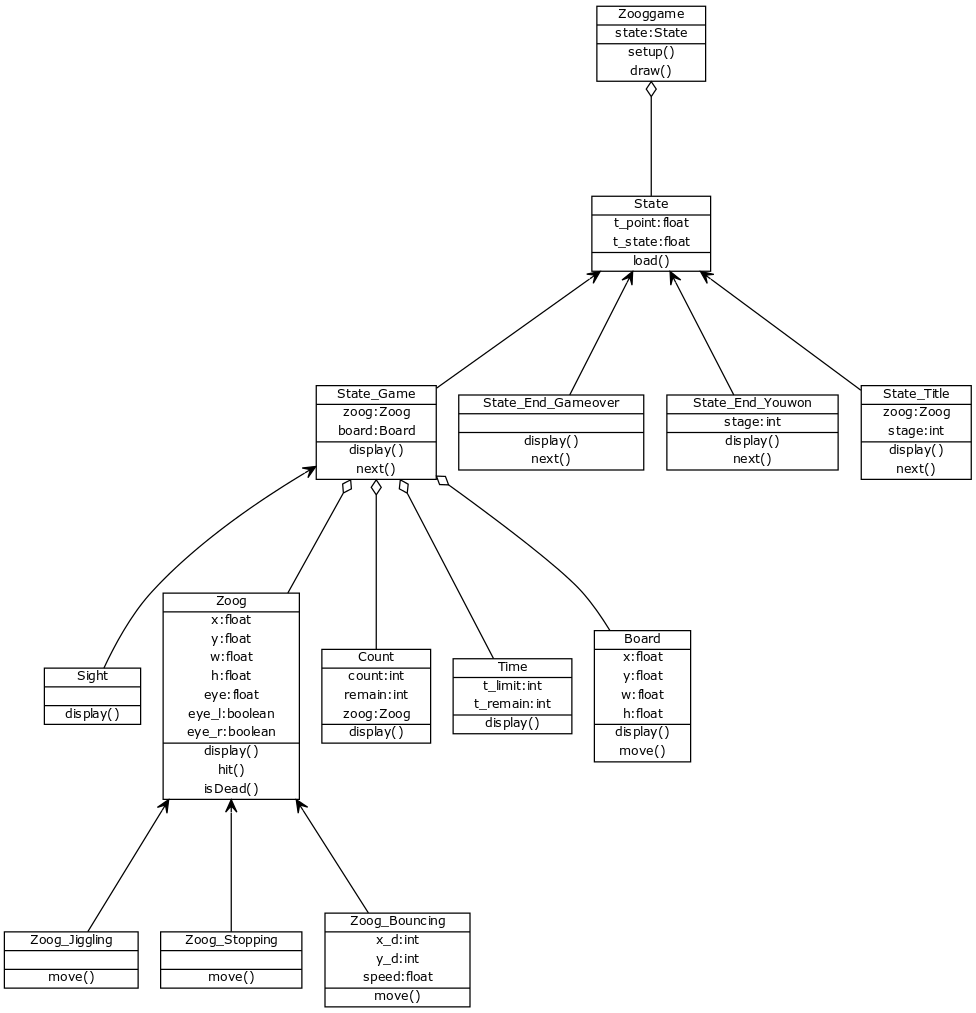 Zooggame
state:State
setup()
draw()
State
t_point:float
t_state:float
load()
State_Game
zoog:Zoog
board:Board
display()
next()
State_End_Gameover
display()
next()
State_End_Youwon
stage:int
display()
next()
State_Title
zoog:Zoog
stage:int
display()
next()
Sight
display()
Zoog
x:float
y:float
w:float
h:float
eye:float
eye_l:boolean
eye_r:boolean
display()
hit()
isDead()
Count
count:int
remain:int
zoog:Zoog
display()
Time
t_limit:int
t_remain:int
display()
Board
x:float
y:float
w:float
h:float
display()
move()
Zoog_Jiggling
move()
Zoog_Stopping
move()
Zoog_Bouncing
x_d:int
y_d:int
speed:float
move()